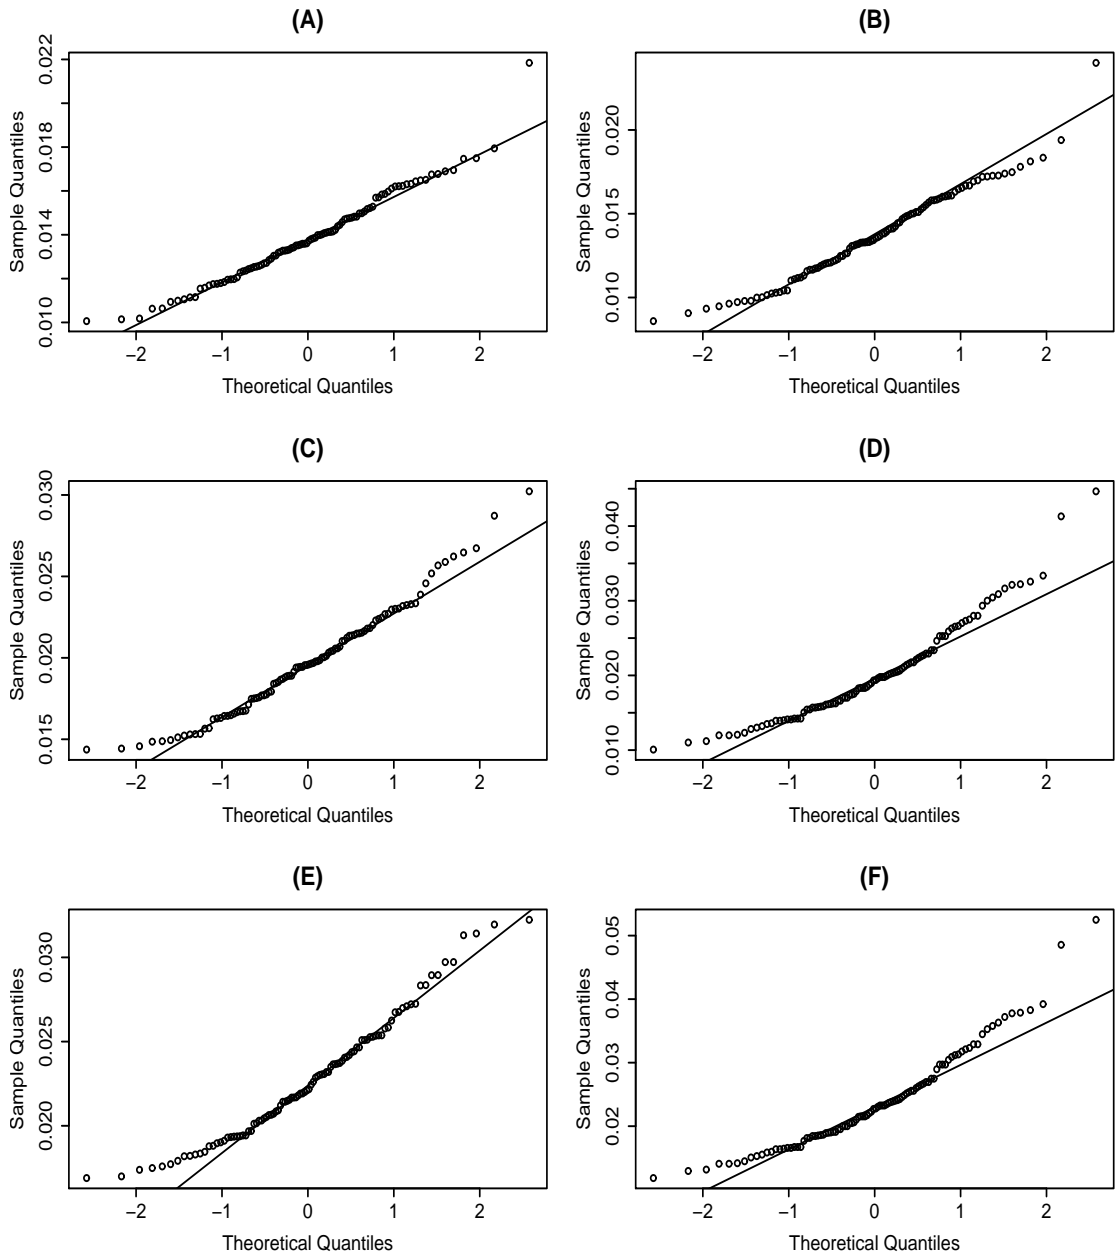 (A)
Sample Quantiles
0.010 0.014 0.018 0.022
−2 −1 0 1 2
Theoretical Quantiles
(B)
Sample Quantiles
0.010 0.015 0.020
−2 −1 0 1 2
Theoretical Quantiles
(C)
Sample Quantiles
0.015 0.020 0.025 0.030
−2 −1 0 1 2
Theoretical Quantiles
(D)
Sample Quantiles
0.010 0.020 0.030 0.040
−2 −1 0 1 2
Theoretical Quantiles
(E)
Sample Quantiles
0.020 0.025 0.030
−2 −1 0 1 2
Theoretical Quantiles
(F)
Sample Quantiles
0.02 0.03 0.04 0.05
−2 −1 0 1 2
Theoretical Quantiles